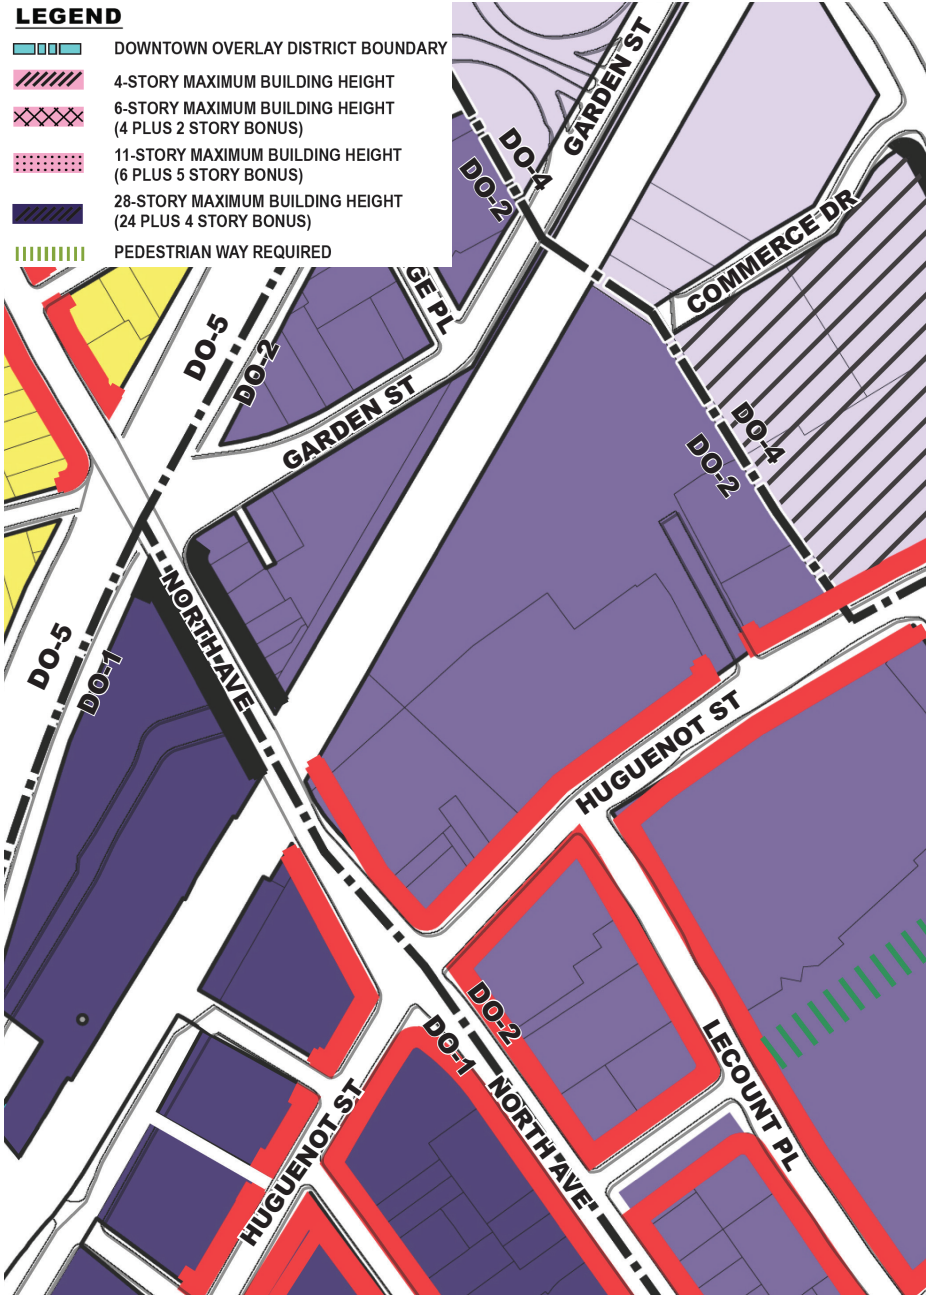 LEGEND
DOWNTOWN OVERLAY DISTRICT BOUNDARY
4-STORY MAXIMUM BUILDING HEIGHT
6-STORY MAXIMUM BUILDING HEIGHT
(4 PLUS 2 STORY BONUS)
11-STORY MAXIMUM BUILDING HEIGHT
(6 PLUS 5 STORY BONUS)
28-STORY MAXIMUM BUILDING HEIGHT
(24 PLUS 4 STORY BONUS)
PEDESTRIAN WAY REQUIRED
GARDEN ST
DO-4
DO-2
COMMERCE DR
GE PL
DO-5
DO-2
GARDEN ST
DO-4
DO-2
NORTH AVE
DO-5
DO-1
HUGUENOT ST
DO-2
DO-1
LECOUNT PL
NORTH AVE
HUGUENOT ST